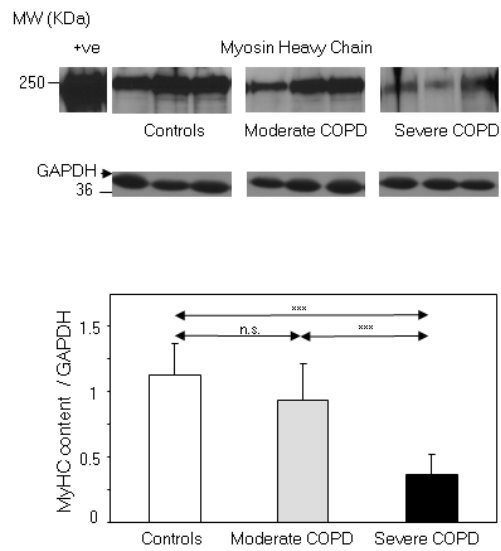 MW (KDa)
+ve Myosin Heavy Chain
250
Controls Moderate COPD Severe COPD
GAPDH
36
***
1.5
n.s. ***
MyHC content / GAPDH
1
0.5
0
Controls Moderate COPD Severe COPD